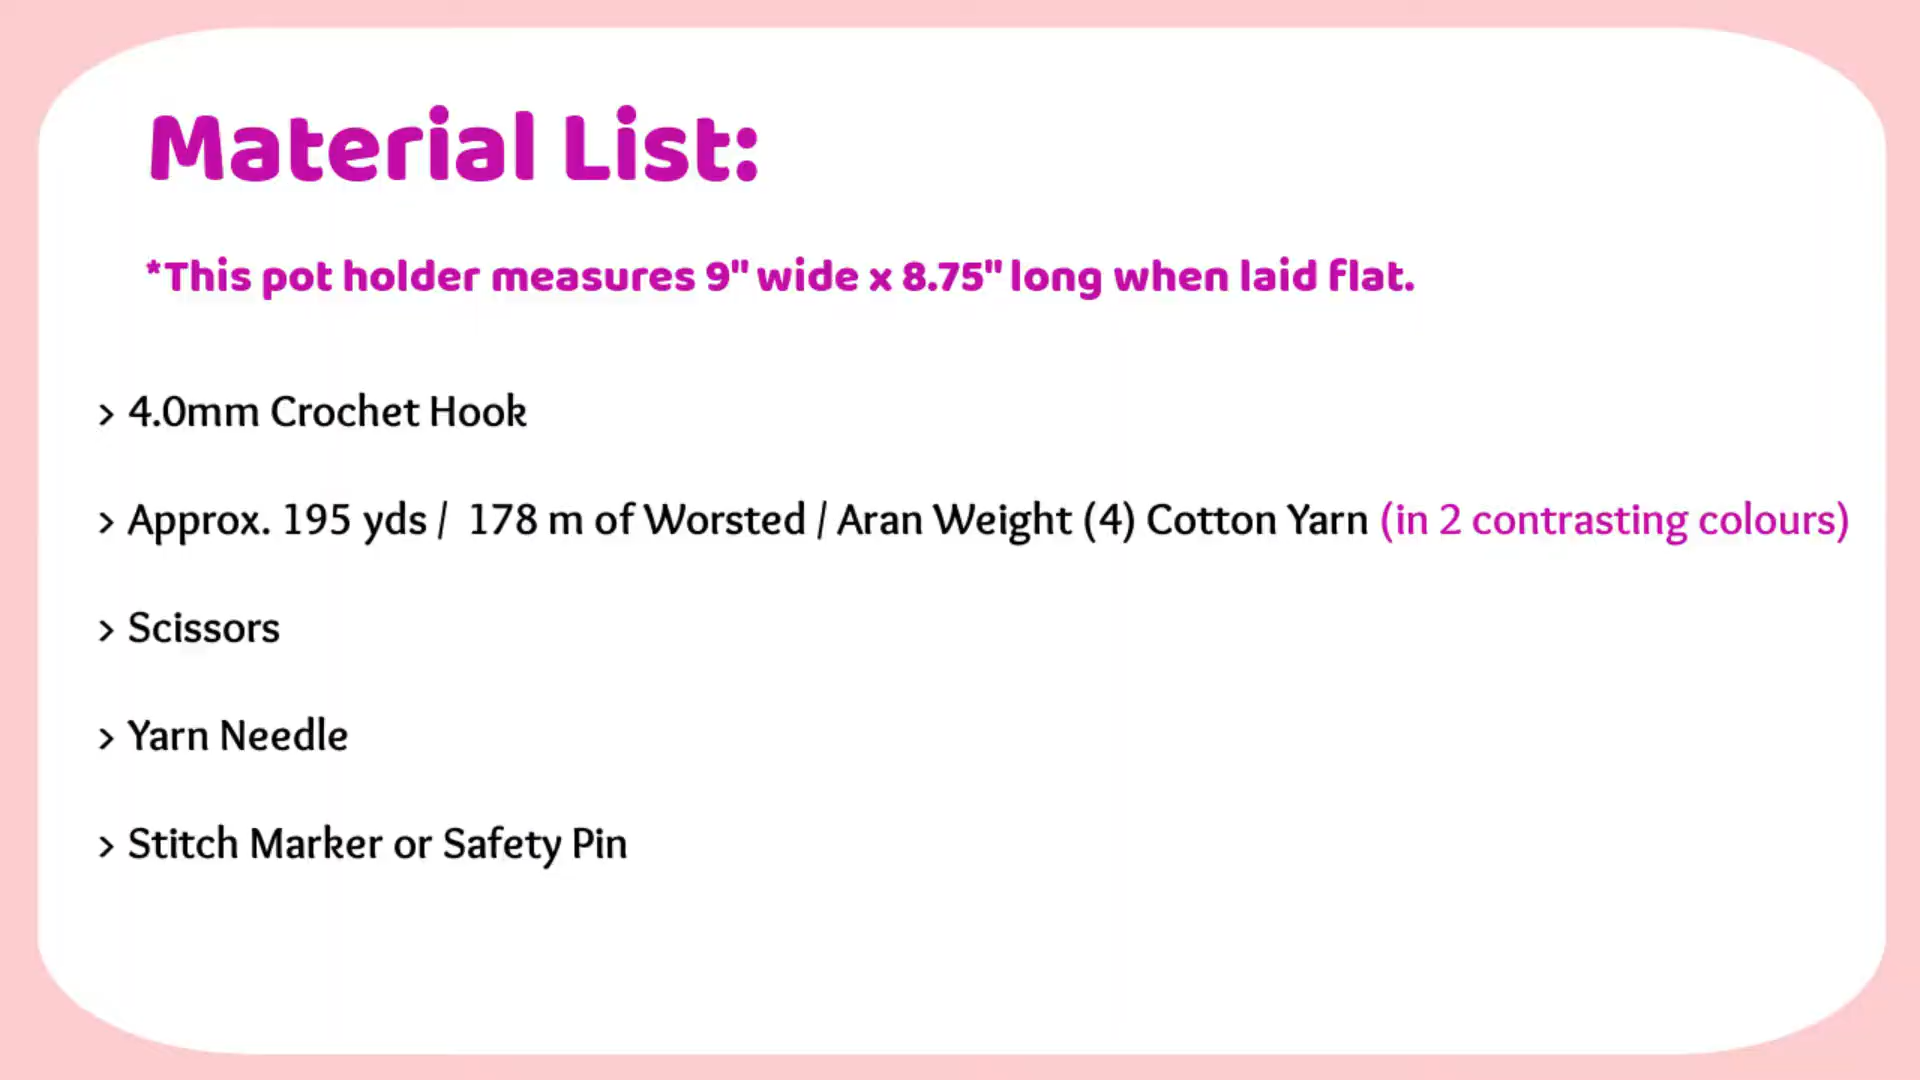 Material List:
*This pot holder measures 9" wide x 8.75" long when laid flat.
> 4.0mm Crochet Hook
> Approx. 195 yds /  178 m of Worsted / Aran Weight (4) Cotton Yarn (in 2 contrasting colours)
> Scissors
> Yarn Needle
> Stitch Marker or Safety Pin